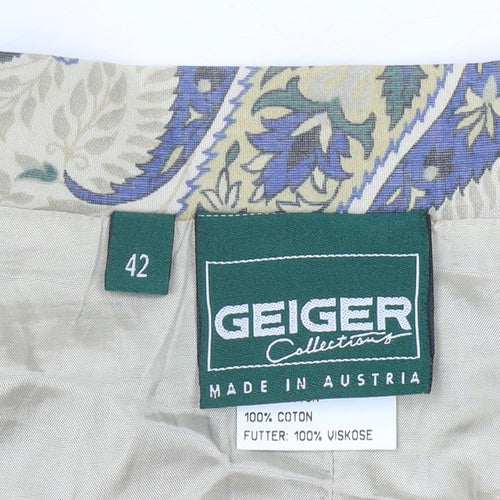 42
GEIGER
Collections
MADE IN AUSTRIA
100% COTON
FUTTER: 100% VISKOSE